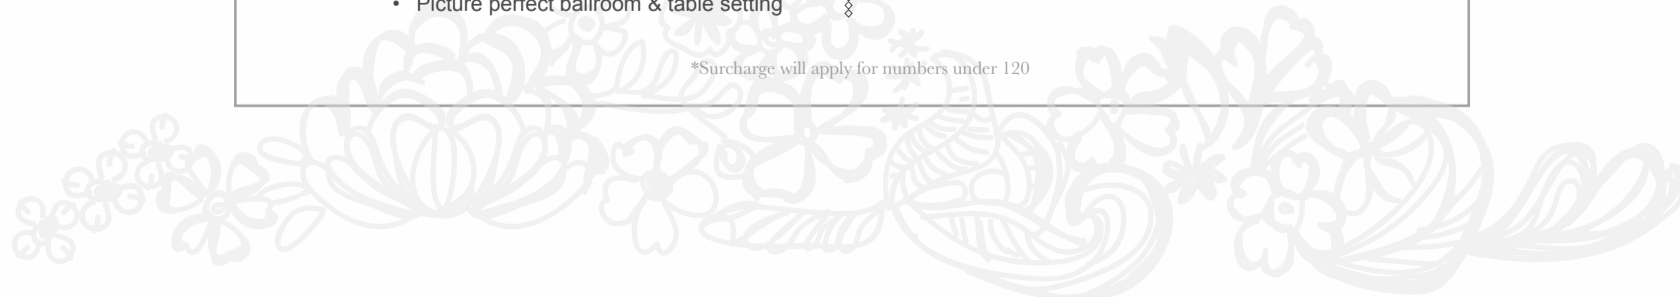 • Picture perfect ballroom & table setting
*Surcharge will apply for numbers under 120